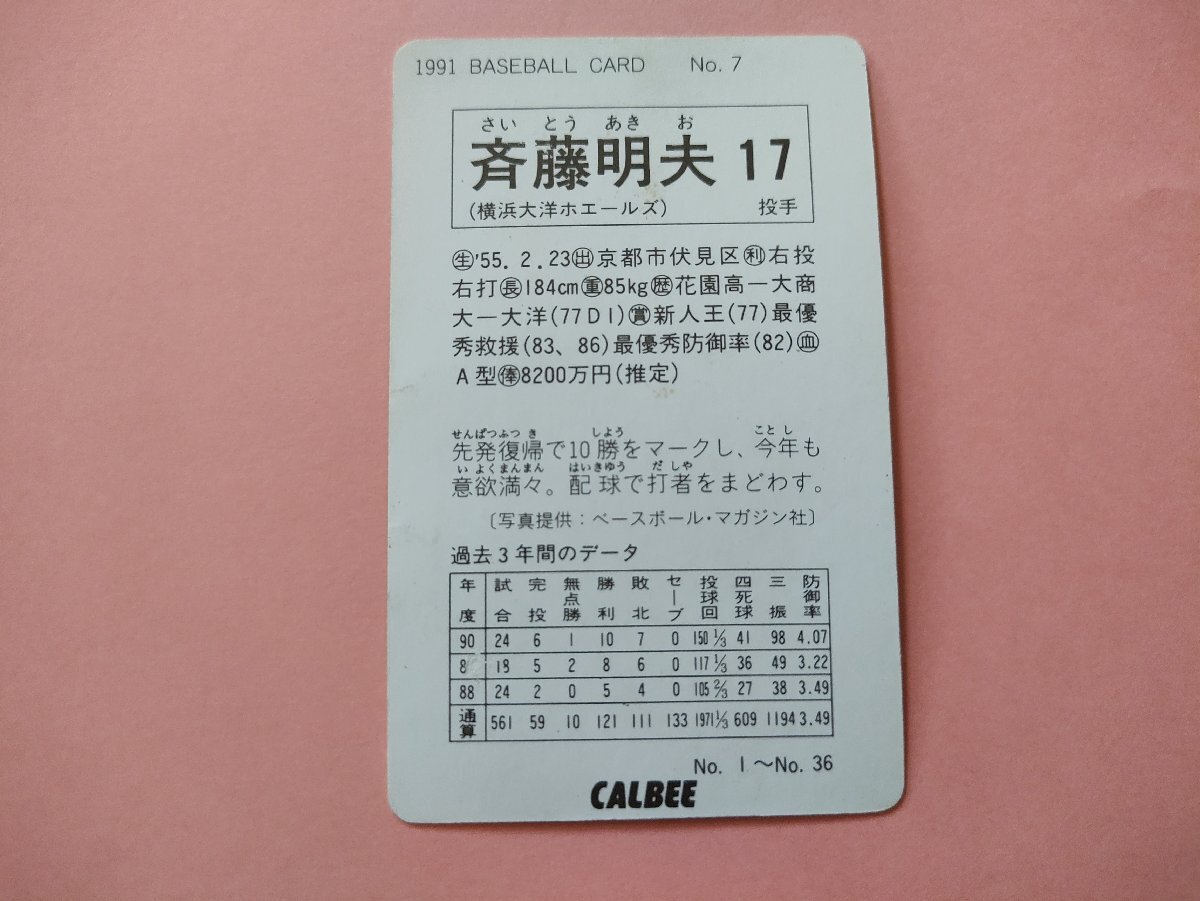 1991 BASEBALL CARD No. 7
さい とう あき お
斉藤明夫 17
(横浜大洋ホエールズ) 投手
㊍生'55. 2. 23出京都市伏見区利右投
右打長184cm重85kg歴花園高ー大商
大ー大洋(77D1)賞新人王(77)最優
秀救援(83、86)最優秀防御率(82)血
A型俸8200万円(推定)
せんぱつふつ き しよう ことし
先発復帰で10勝をマークし、今年も
い よくまんまん はいきゆう だ しや
意欲満々。配球で打者をまどわす。
〔写真提供:ベースボール・マガジン社〕
過去3年間のデータ
年度 試合 完投 無点勝 勝利 敗北 セーブ 投球回 四死球 三振 防御率
90 24 6 1 10 7 0 150 1/3 41 98 4.07
8 18 5 2 8 6 0 117 1/3 36 49 3.22
88 24 2 0 5 4 0 105 2/3 27 38 3.49
通算 561 59 10 121 111 133 1971 1/3 609 1194 3.49
No. 1～No. 36
CALBEE